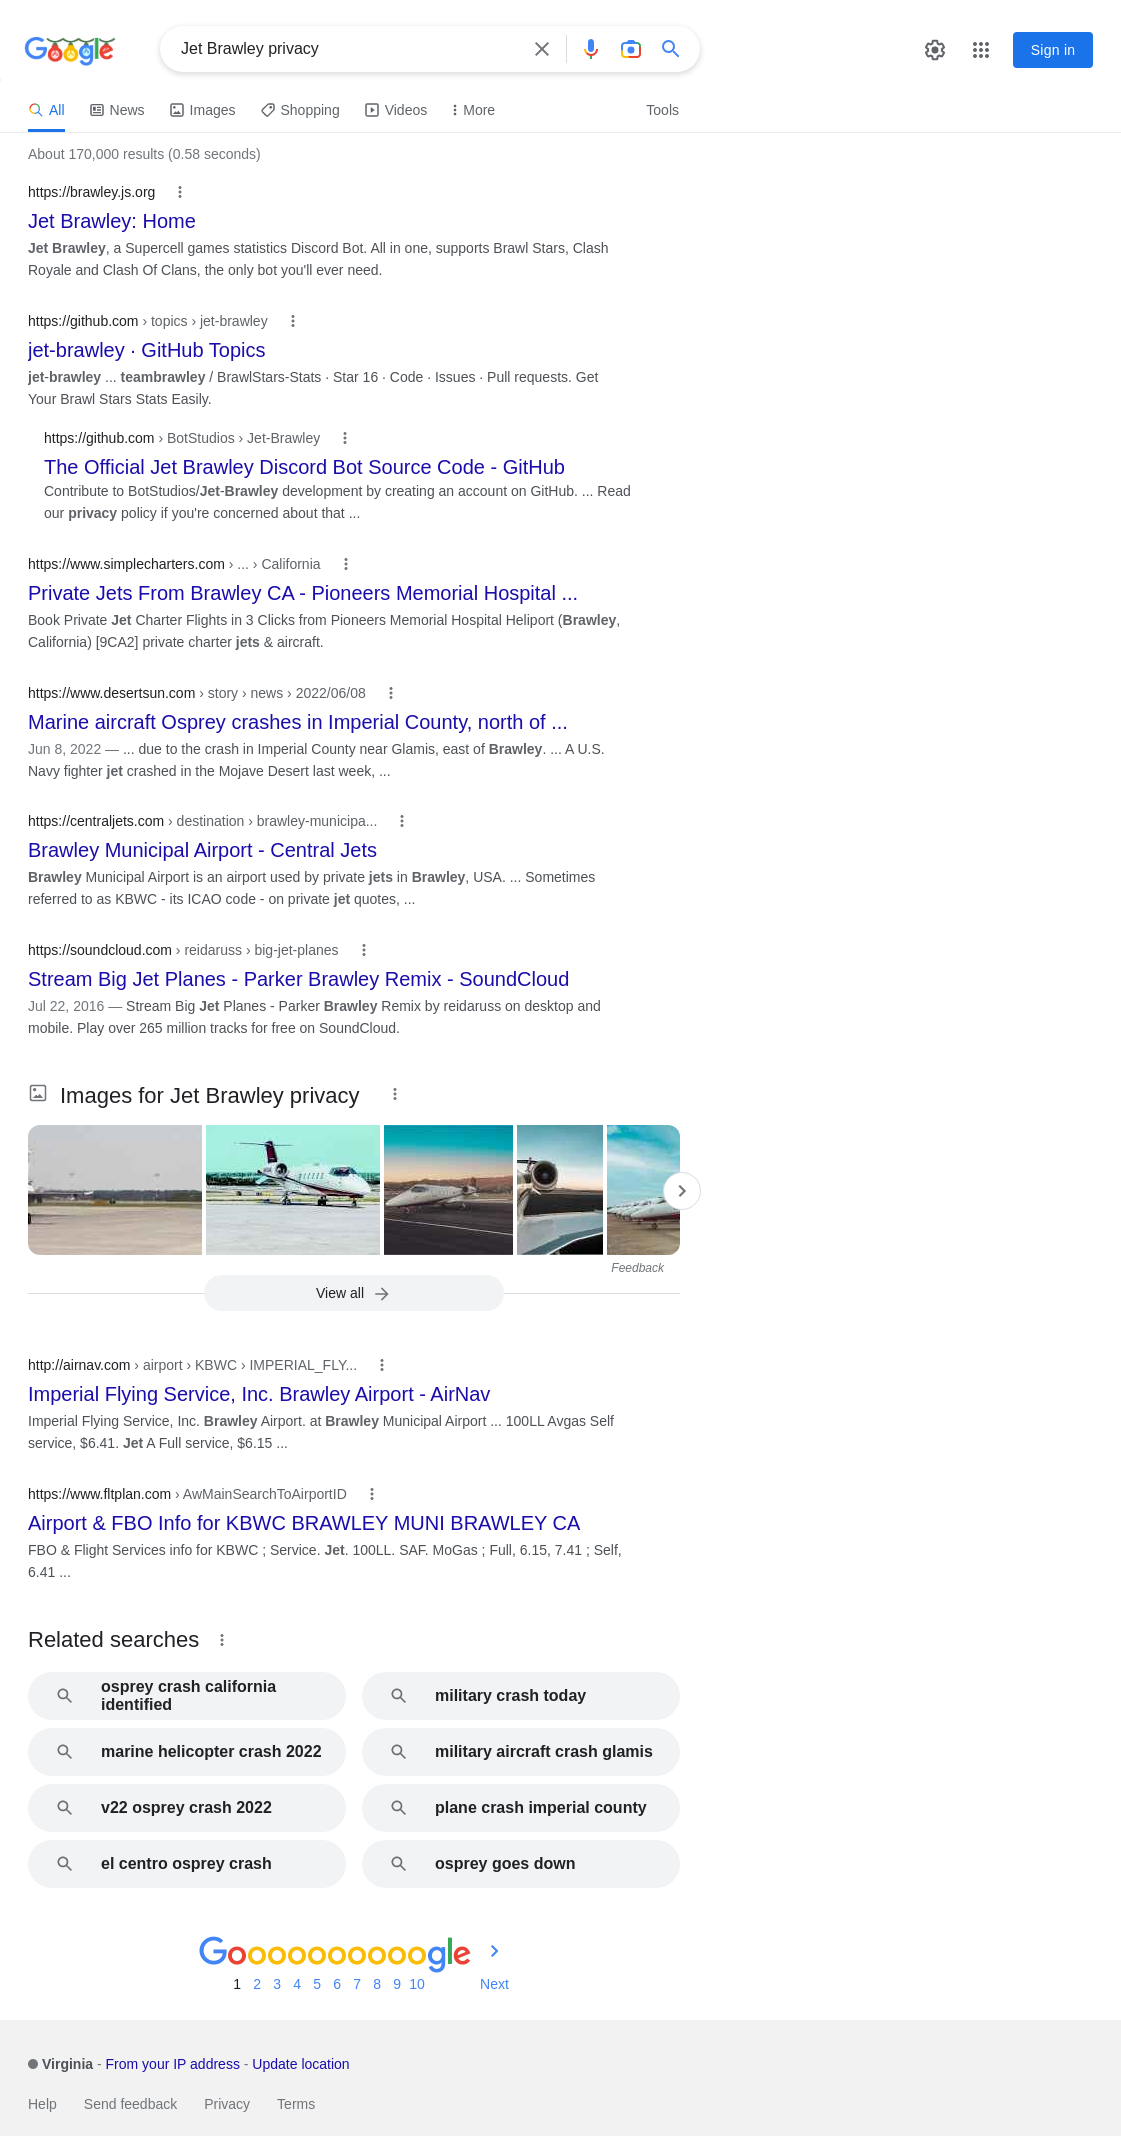 Google
Jet Brawley privacy
Sign in
All
News
Images
Shopping
Videos
More
Tools
About 170,000 results (0.58 seconds)
https://brawley.js.org
Jet Brawley: Home
Jet Brawley, a Supercell games statistics Discord Bot. All in one, supports Brawl Stars, Clash
Royale and Clash Of Clans, the only bot you'll ever need.
https://github.com › topics › jet-brawley
jet-brawley · GitHub Topics
jet-brawley ... teambrawley / BrawlStars-Stats · Star 16 · Code · Issues · Pull requests. Get
Your Brawl Stars Stats Easily.
https://github.com › BotStudios › Jet-Brawley
The Official Jet Brawley Discord Bot Source Code - GitHub
Contribute to BotStudios/Jet-Brawley development by creating an account on GitHub. ... Read
our privacy policy if you're concerned about that ...
https://www.simplecharters.com › ... › California
Private Jets From Brawley CA - Pioneers Memorial Hospital ...
Book Private Jet Charter Flights in 3 Clicks from Pioneers Memorial Hospital Heliport (Brawley,
California) [9CA2] private charter jets & aircraft.
https://www.desertsun.com › story › news › 2022/06/08
Marine aircraft Osprey crashes in Imperial County, north of ...
Jun 8, 2022 — ... due to the crash in Imperial County near Glamis, east of Brawley. ... A U.S.
Navy fighter jet crashed in the Mojave Desert last week, ...
https://centraljets.com › destination › brawley-municipa...
Brawley Municipal Airport - Central Jets
Brawley Municipal Airport is an airport used by private jets in Brawley, USA. ... Sometimes
referred to as KBWC - its ICAO code - on private jet quotes, ...
https://soundcloud.com › reidaruss › big-jet-planes
Stream Big Jet Planes - Parker Brawley Remix - SoundCloud
Jul 22, 2016 — Stream Big Jet Planes - Parker Brawley Remix by reidaruss on desktop and
mobile. Play over 265 million tracks for free on SoundCloud.
Images for Jet Brawley privacy
Feedback
View all
http://airnav.com › airport › KBWC › IMPERIAL_FLY...
Imperial Flying Service, Inc. Brawley Airport - AirNav
Imperial Flying Service, Inc. Brawley Airport. at Brawley Municipal Airport ... 100LL Avgas Self
service, $6.41. Jet A Full service, $6.15 ...
https://www.fltplan.com › AwMainSearchToAirportID
Airport & FBO Info for KBWC BRAWLEY MUNI BRAWLEY CA
FBO & Flight Services info for KBWC ; Service. Jet. 100LL. SAF. MoGas ; Full, 6.15, 7.41 ; Self,
6.41 ...
Related searches
osprey crash california
identified
military crash today
marine helicopter crash 2022
military aircraft crash glamis
v22 osprey crash 2022
plane crash imperial county
el centro osprey crash
osprey goes down
Goooooooooogle
1 2 3 4 5 6 7 8 9 10 Next
Virginia - From your IP address - Update location
Help Send feedback Privacy Terms